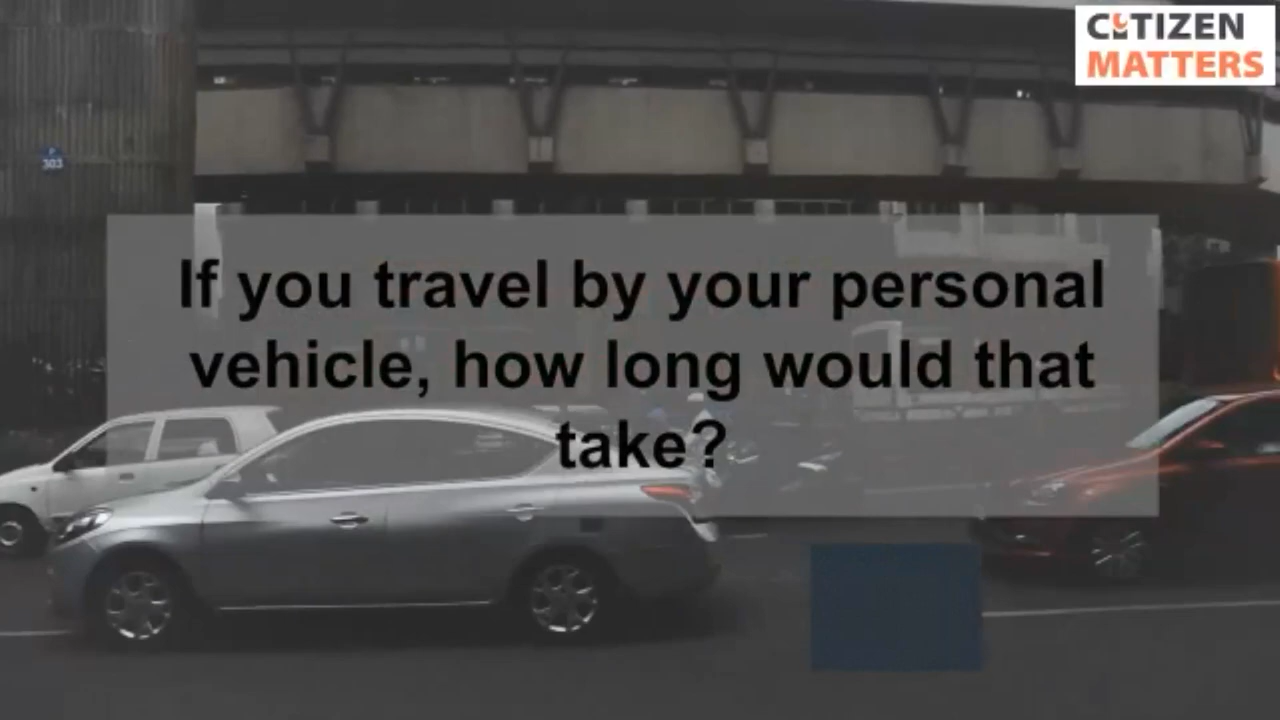 CITIZEN
MATTERS
P
303
If you travel by your personal
vehicle, how long would that
take?